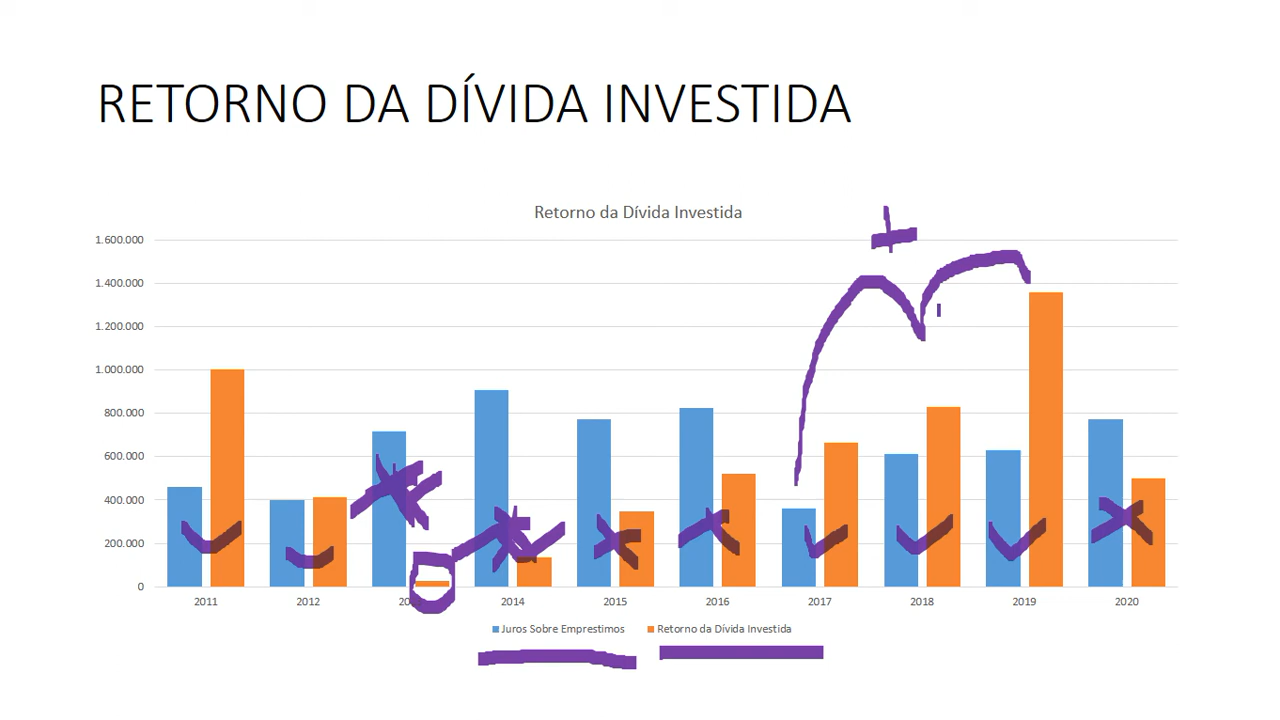 RETORNO DA DÍVIDA INVESTIDA
Retorno da Dívida Investida
1.600.000
1.400.000
1.200.000
1.000.000
800.000
600.000
400.000
200.000
0
2011 2012 2014 2015 2016 2017 2018 2019 2020
Juros Sobre Emprestimos Retorno da Dívida Investida